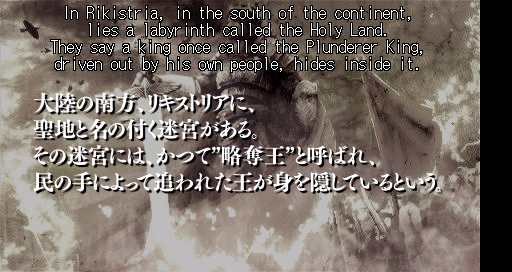 In Rikistria, in the south of the continent,
lies a labyrinth called the Holy Land.
They say a king once called the Plunderer King,
driven out by his own people, hides inside it.
大陸の南方、リキストリアに、
聖地と名の付く迷宮がある。
その迷宮には、かつて”略奪王”と呼ばれ、
民の手によって追われた王が身を隠しているという。